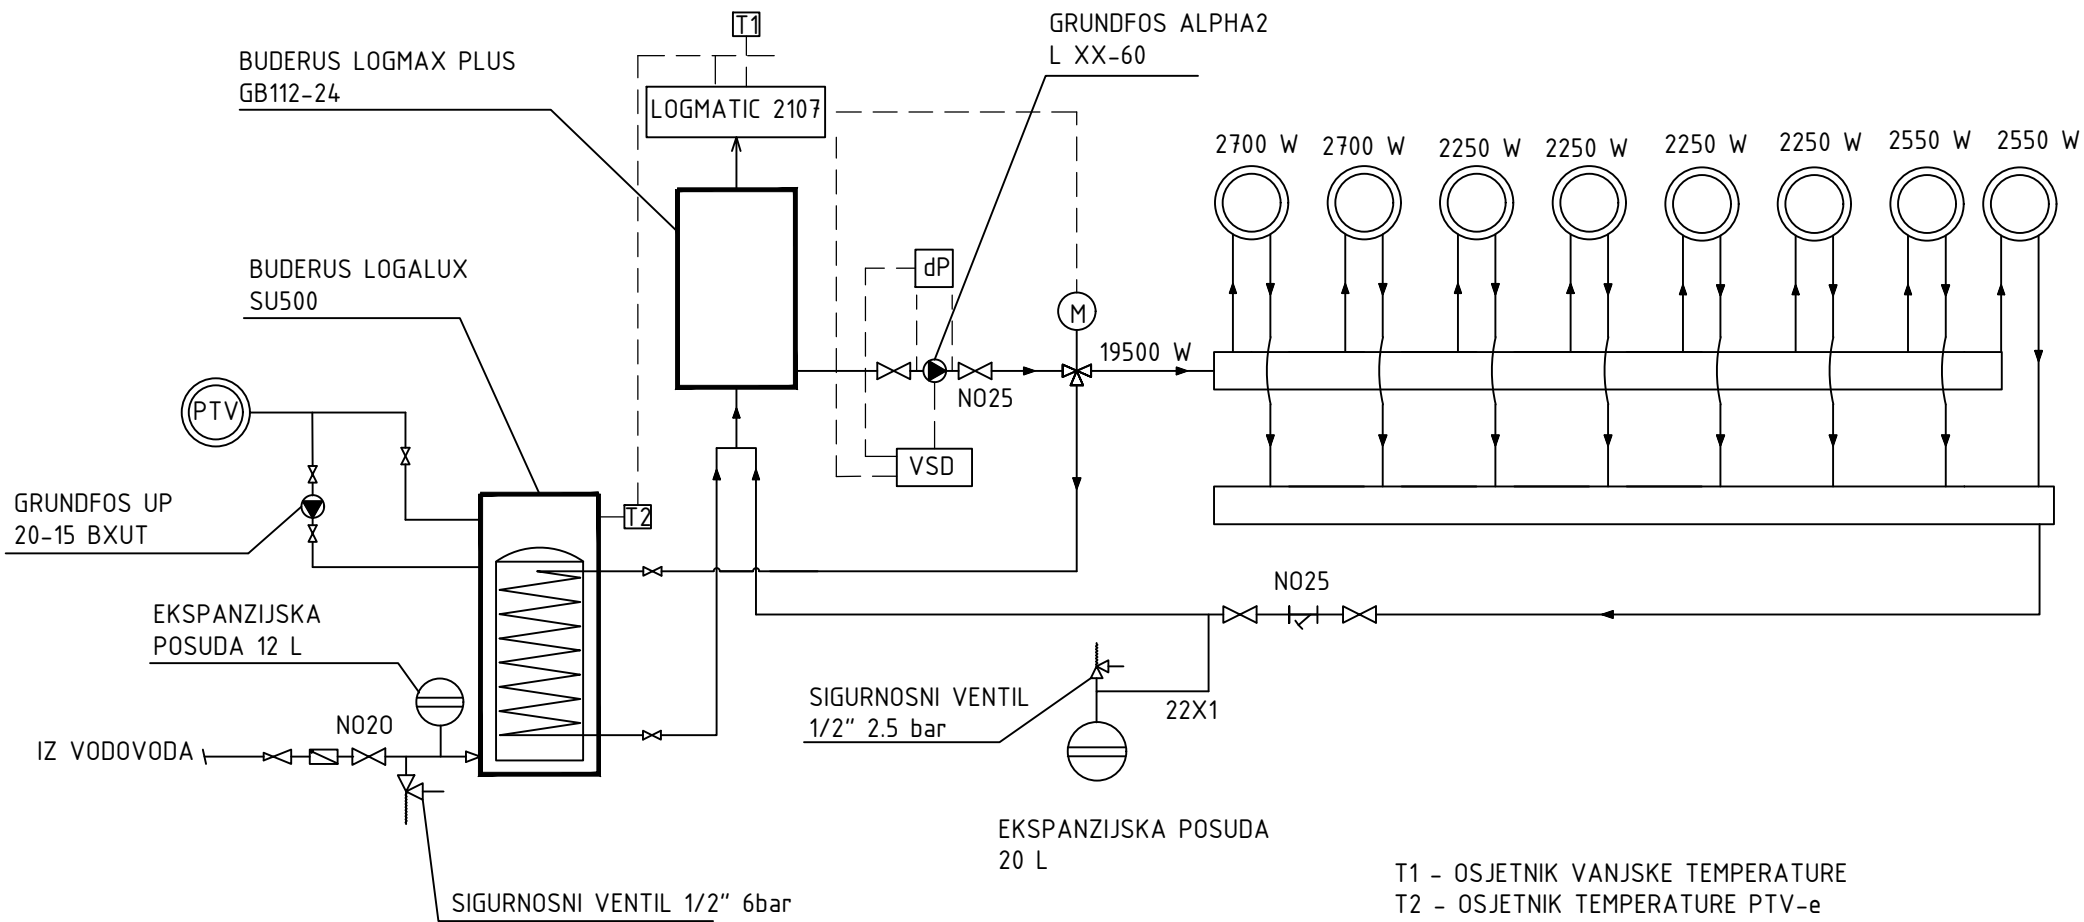 T1
GRUNDFOS ALPHA2
L XX-60
BUDERUS LOGMAX PLUS
GB112-24
LOGMATIC 2107
2700 W
2700 W
2250 W
2250 W
2250 W
2250 W
2550 W
2550 W
BUDERUS LOGALUX
SU500
dP
M
19500 W
NO25
PTV
VSD
GRUNDFOS UP
20-15 BXUT
T2
NO25
EKSPANZIJSKA
POSUDA 12 L
SIGURNOSNI VENTIL
1/2" 2.5 bar
22X1
NO20
IZ VODOVODA
EKSPANZIJSKA POSUDA
20 L
SIGURNOSNI VENTIL 1/2" 6bar
T1 - OSJETNIK VANJSKE TEMPERATURE
T2 - OSJETNIK TEMPERATURE PTV-e